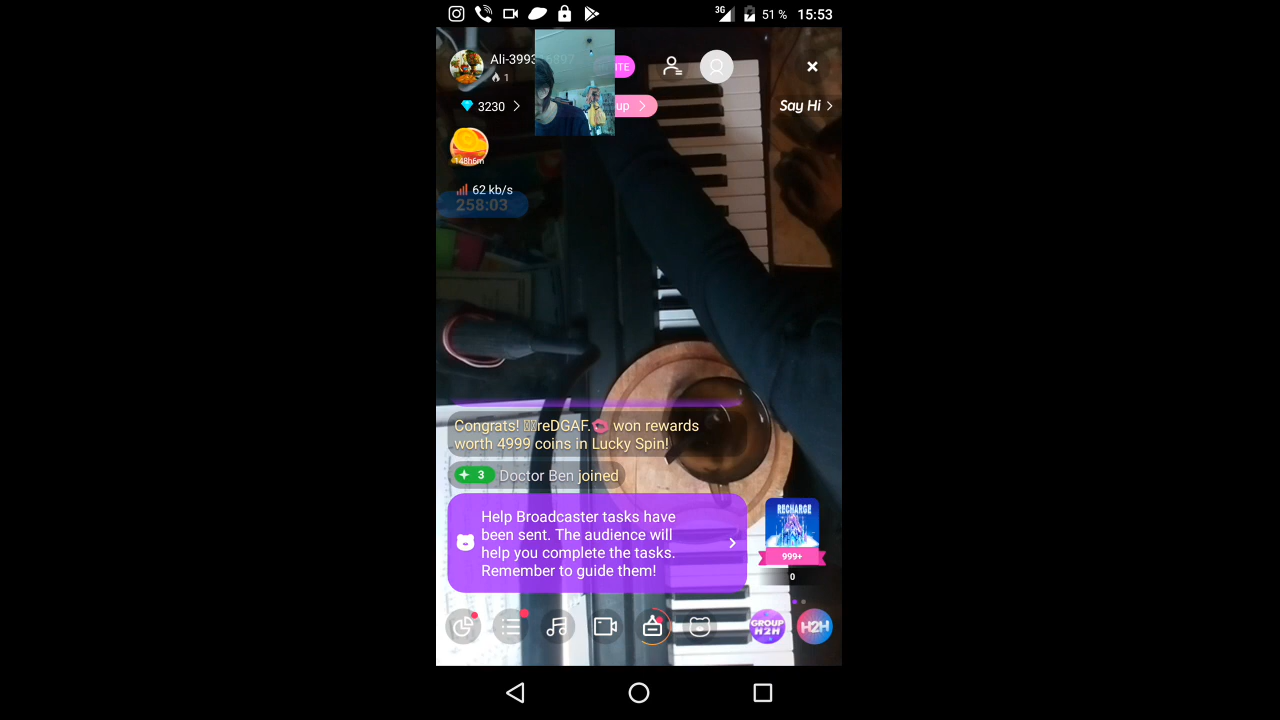 3G
51 %
15:53
Ali-3993
1
3230
up
Say Hi
148h6m
62 kb/s
258:03
Congrats! reDGAF. won rewards
worth 4999 coins in Lucky Spin!
3 Doctor Ben joined
Help Broadcaster tasks have
been sent. The audience will
help you complete the tasks.
Remember to guide them!
RECHARGE
999+
0
GROUP
H2H
H2H